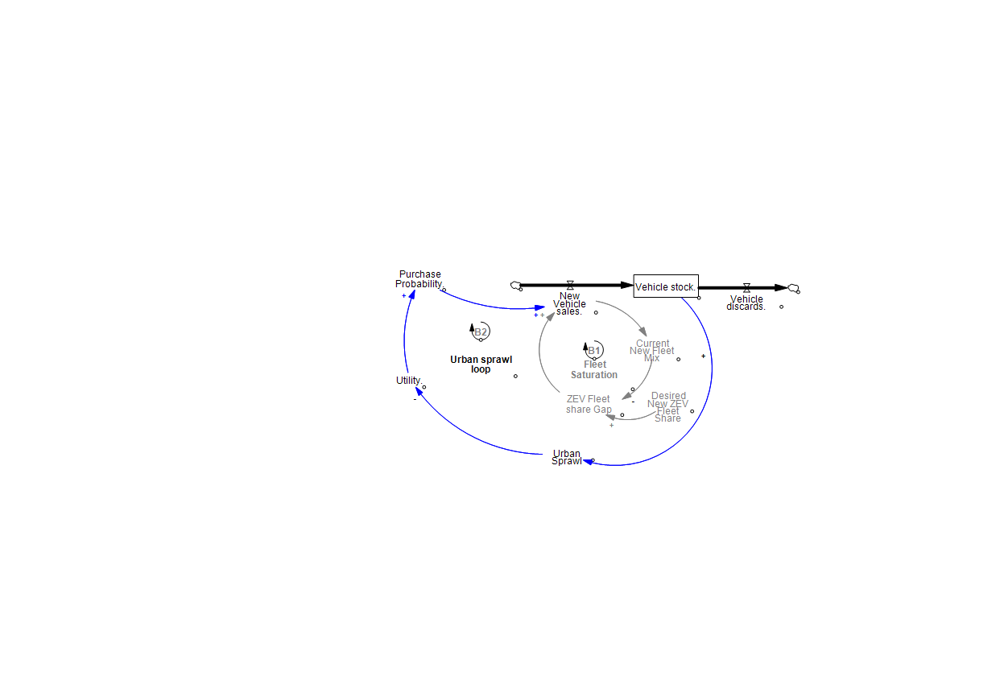 Purchase
Probability.
+
New
Vehicle
sales.
+ +
Vehicle stock.
Vehicle
discards.
B2
Urban sprawl
loop
B1
Fleet
Saturation
Current
New Fleet
Mix
+
Utility.
-
ZEV Fleet
share Gap
-
+
Desired
New ZEV
Fleet
Share
Urban
Sprawl